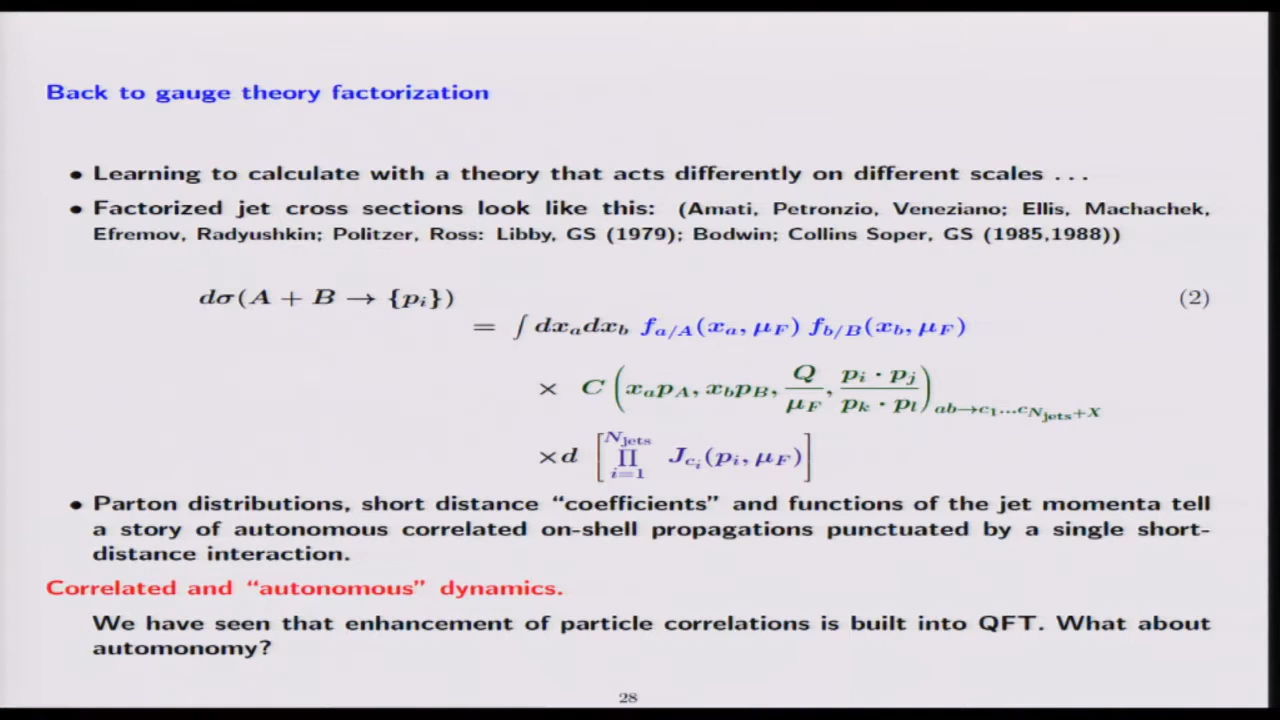 Back to gauge theory factorization
• Learning to calculate with a theory that acts differently on different scales . . .
• Factorized jet cross sections look like this: (Amati, Petronzio, Veneziano; Ellis, Machachek,
Efremov, Radyushkin; Politzer, Ross: Libby, GS (1979); Bodwin; Collins Soper, GS (1985,1988))
dσ(A + B → {p_i}) (2)
= ∫ dx_a dx_b f_{a/A}(x_a, μ_F) f_{b/B}(x_b, μ_F)
× C (x_a p_A, x_b p_B, Q/μ_F, p_i · p_j / p_k · p_l)_{ab→c_1...c_{N_jets}+X}
×d [∏_{i=1}^{N_jets} J_{c_i}(p_i, μ_F)]
• Parton distributions, short distance “coefficients” and functions of the jet momenta tell
a story of autonomous correlated on-shell propagations punctuated by a single short-
distance interaction.
Correlated and “autonomous” dynamics.
We have seen that enhancement of particle correlations is built into QFT. What about
automonomy?
28